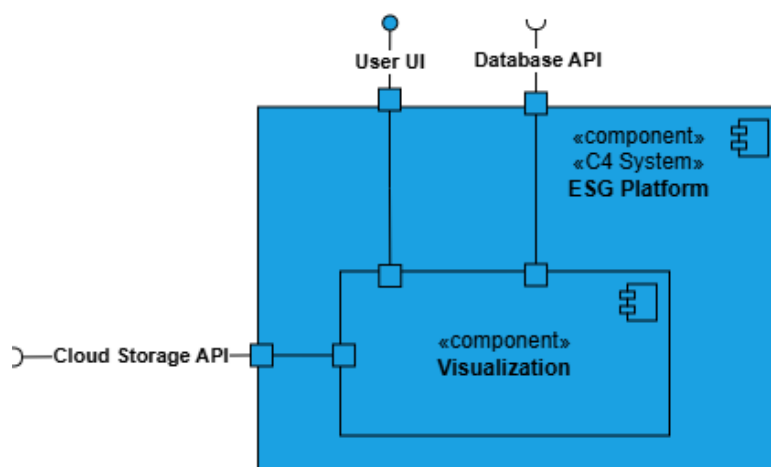 User UI
Database API
«component»
«C4 System»
ESG Platform
Cloud Storage API
«component»
Visualization